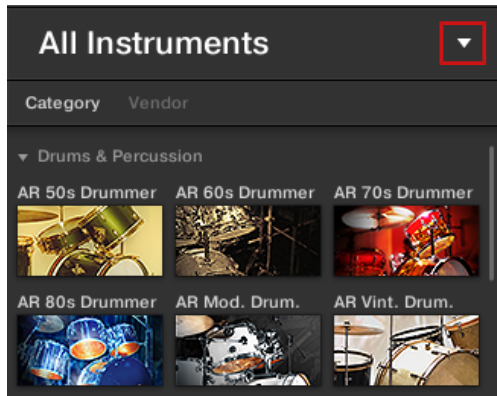 All Instruments
Category Vendor
Drums & Percussion
AR 50s Drummer AR 60s Drummer AR 70s Drummer
AR 80s Drummer AR Mod. Drum. AR Vint. Drum.